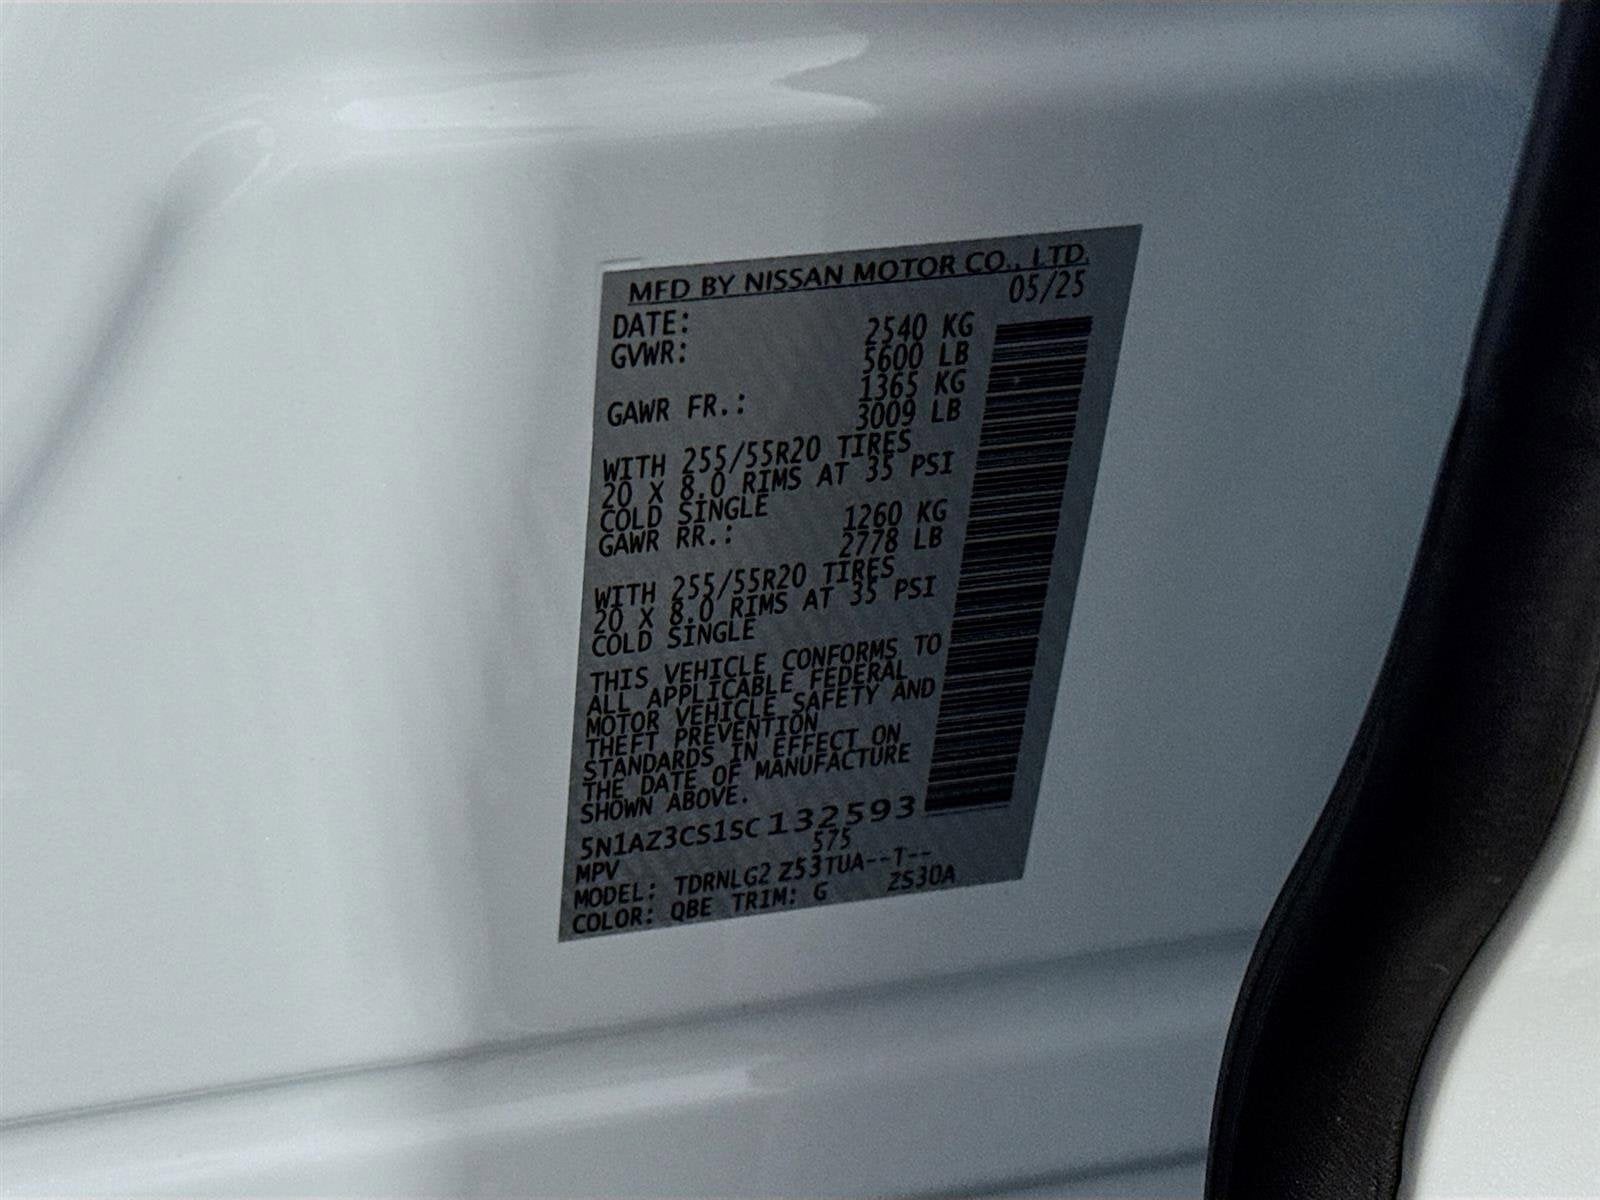 MFD BY NISSAN MOTOR CO., LTD.
DATE: 05/25
GVWR: 2540 KG
5600 LB
GAWR FR.: 1365 KG
3009 LB
WITH 255/55R20 TIRES
20 X 8.0 RIMS AT 35 PSI
COLD SINGLE
GAWR RR.: 1260 KG
2778 LB
WITH 255/55R20 TIRES
20 X 8.0 RIMS AT 35 PSI
COLD SINGLE
THIS VEHICLE CONFORMS TO
ALL APPLICABLE FEDERAL
MOTOR VEHICLE SAFETY AND
THEFT PREVENTION
STANDARDS IN EFFECT ON
THE DATE OF MANUFACTURE
SHOWN ABOVE.
5N1AZ3CS1SC132593
MPV 575
MODEL: TDRNLG2 Z53TUA--T--
COLOR: QBE TRIM: G ZS30A